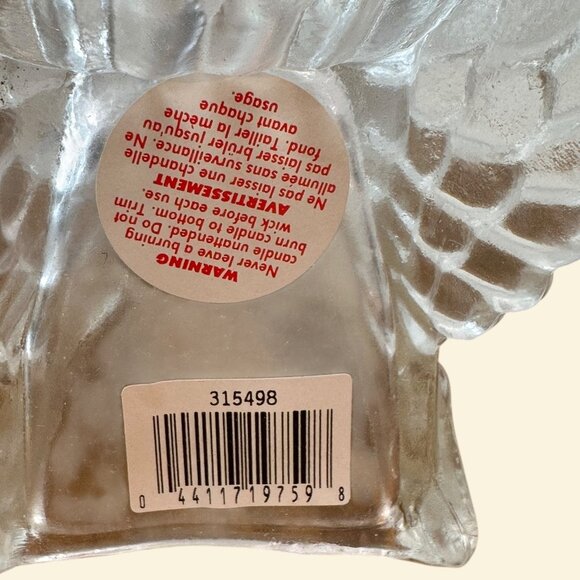 WARNING
Never leave a burning
candle unattended. Do not
burn candle to bottom. Trim
wick before each use.
AVERTISSEMENT
Ne pas laisser une chandelle
allumée sans surveillance. Ne
pas laisser brûler jusqu'au
fond. Tailler la mèche
avant chaque
usage.
315498
0 4411719759 8